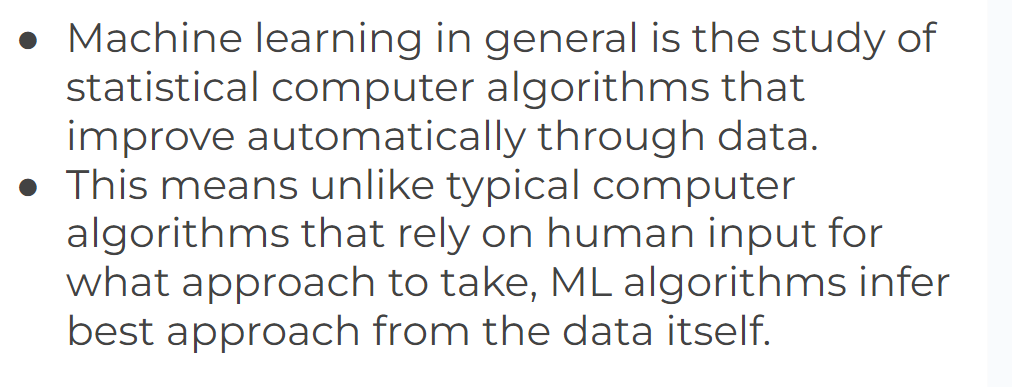 ● Machine learning in general is the study of
statistical computer algorithms that
improve automatically through data.
● This means unlike typical computer
algorithms that rely on human input for
what approach to take, ML algorithms infer
best approach from the data itself.